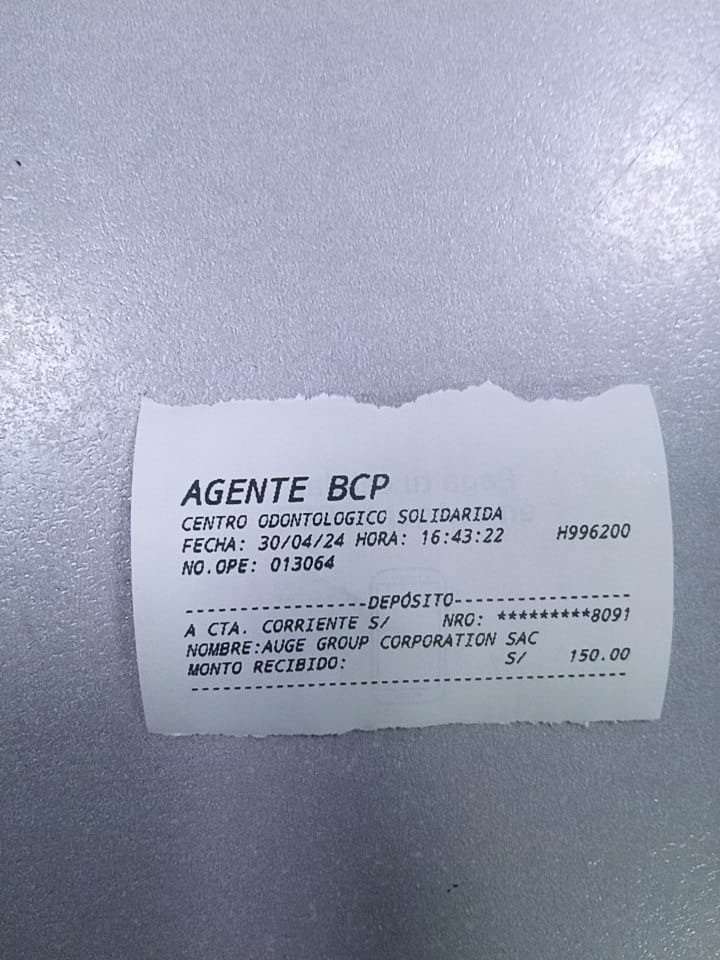 AGENTE BCP
CENTRO ODONTOLOGICO SOLIDARIDA
FECHA: 30/04/24 HORA: 16:43:22 H996200
NO.OPE: 013064
------------------DEPÓSITO------------------
A CTA. CORRIENTE S/ NRO: *********8091
NOMBRE:AUGE GROUP CORPORATION SAC
MONTO RECIBIDO: S/ 150.00
--------------------------------------------